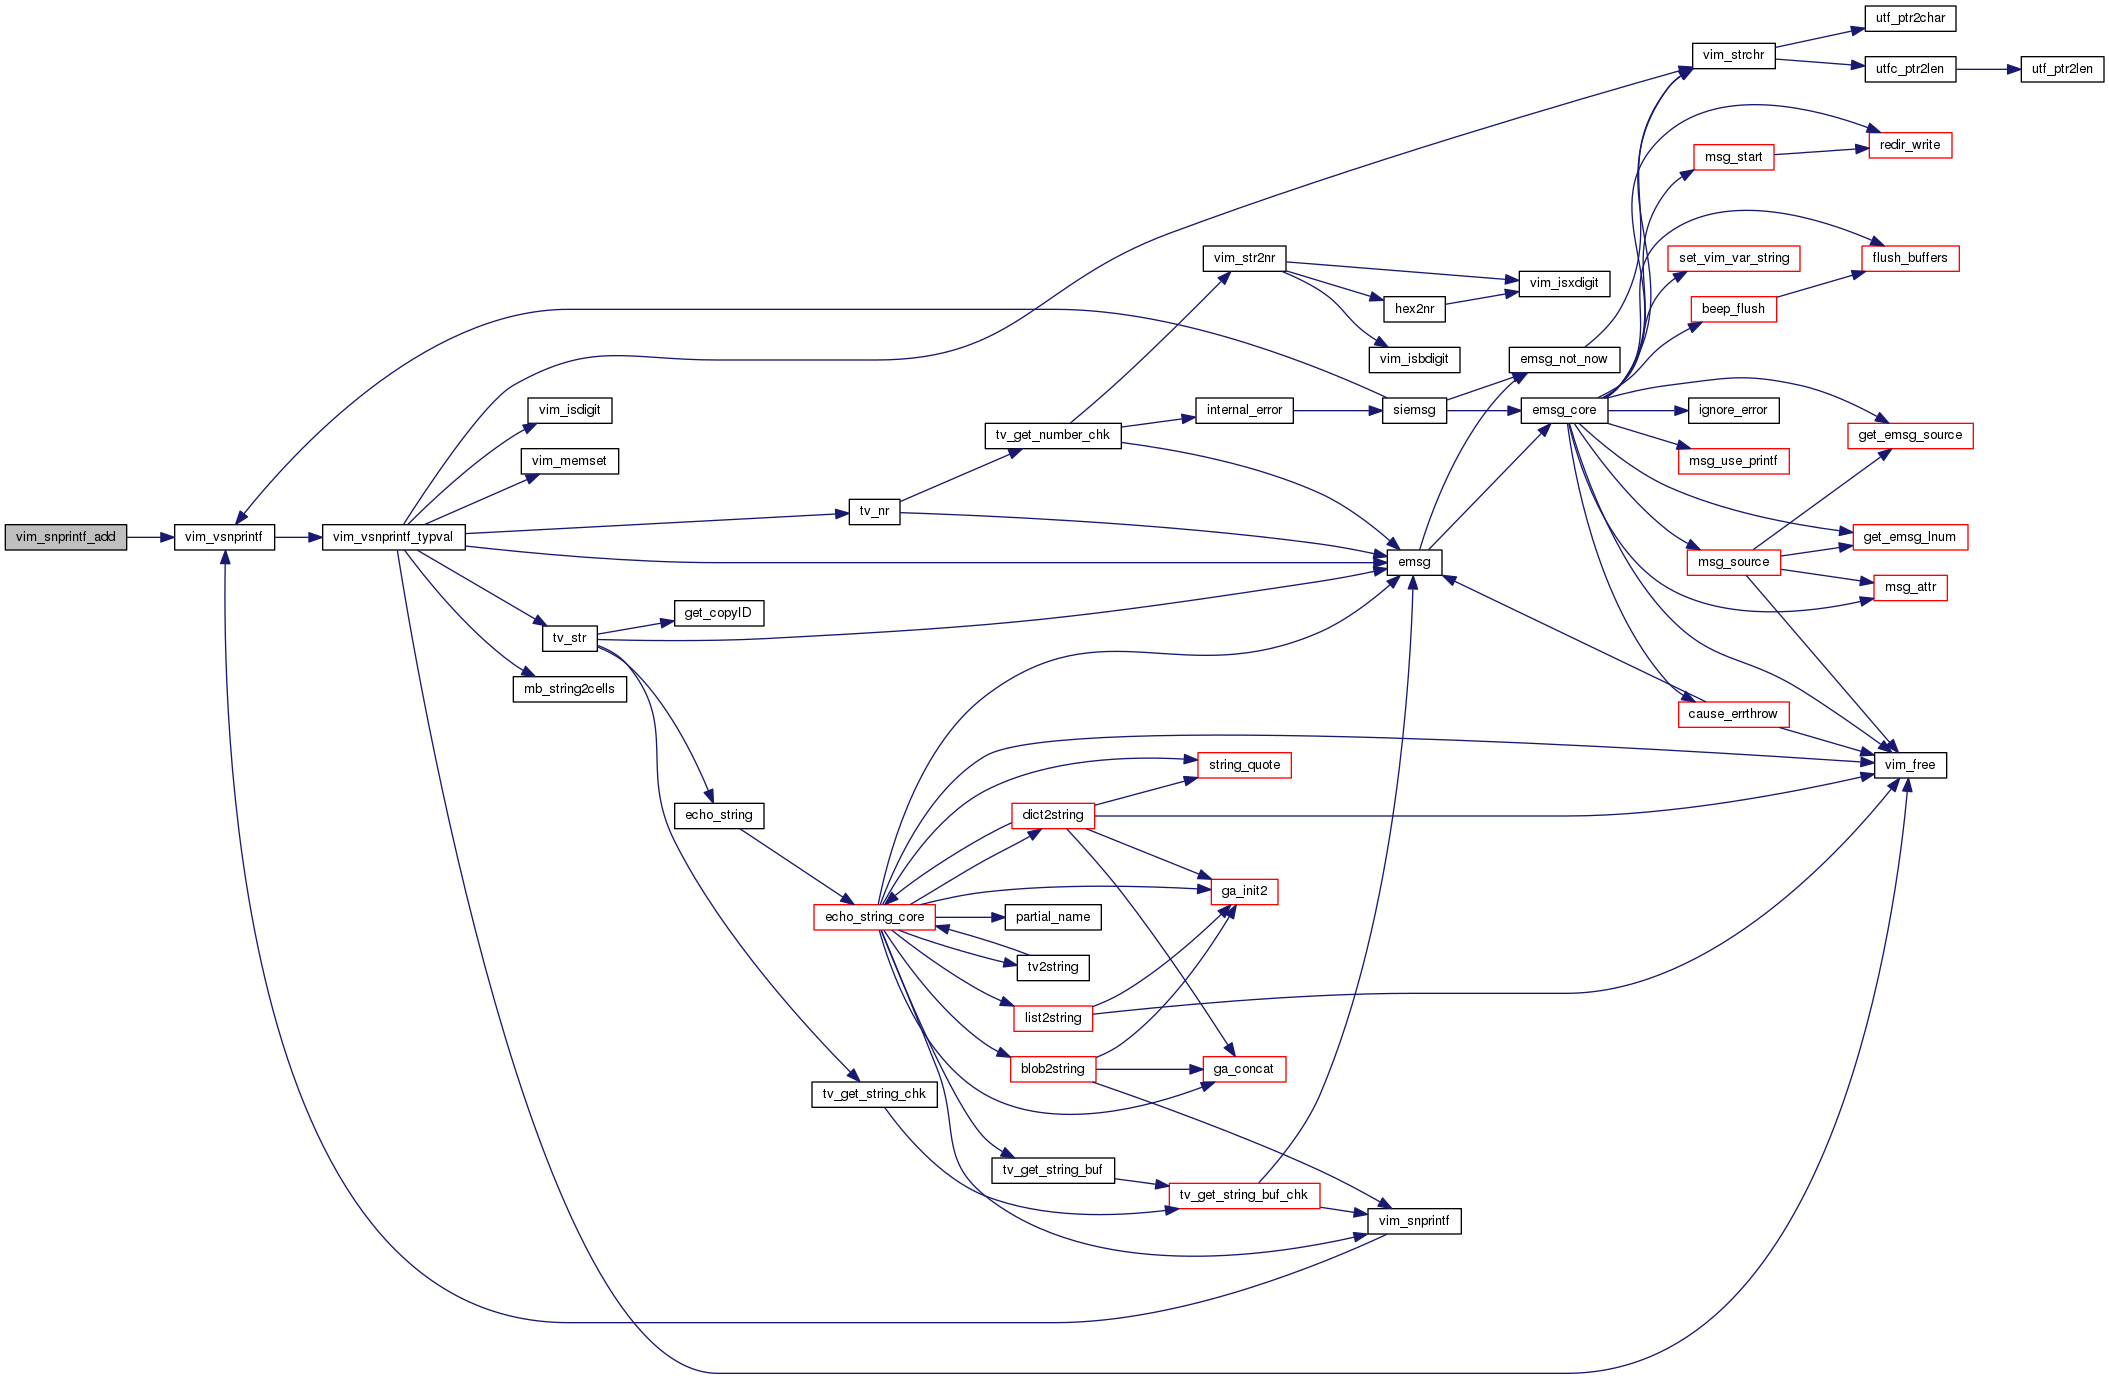 utf_ptr2char
vim_strchr
utfc_ptr2len
utf_ptr2len
redir_write
msg_start
vim_str2nr
set_vim_var_string
flush_buffers
vim_isxdigit
hex2nr
beep_flush
vim_isbdigit
emsg_not_now
vim_isdigit
internal_error
siemsg
emsg_core
ignore_error
tv_get_number_chk
get_emsg_source
vim_memset
msg_use_printf
tv_nr
vim_snprintf_add
vim_vsnprintf
vim_vsnprintf_typval
get_emsg_lnum
emsg
msg_source
msg_attr
get_copyID
tv_str
mb_string2cells
cause_errthrow
string_quote
vim_free
echo_string
dict2string
ga_init2
echo_string_core
partial_name
tv2string
list2string
blob2string
ga_concat
tv_get_string_chk
tv_get_string_buf
tv_get_string_buf_chk
vim_snprintf